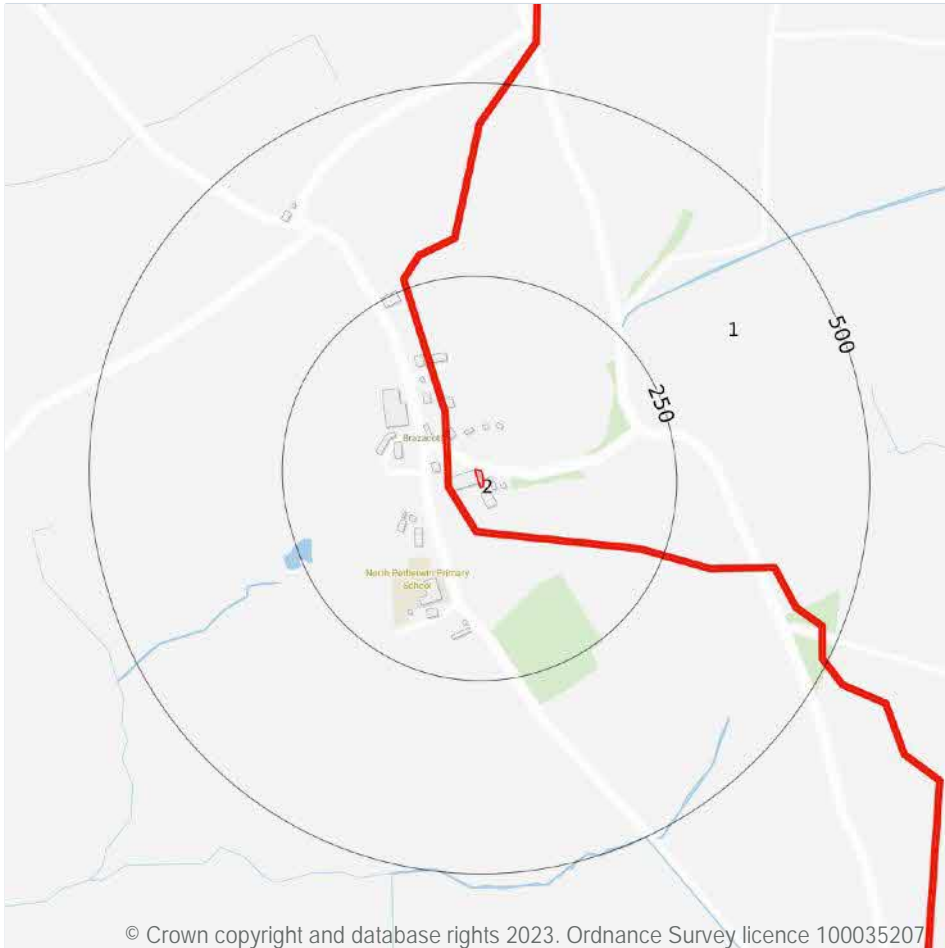 1
500
250
Brazacott
2
North Petherwin Primary
School
© Crown copyright and database rights 2023. Ordnance Survey licence 100035207